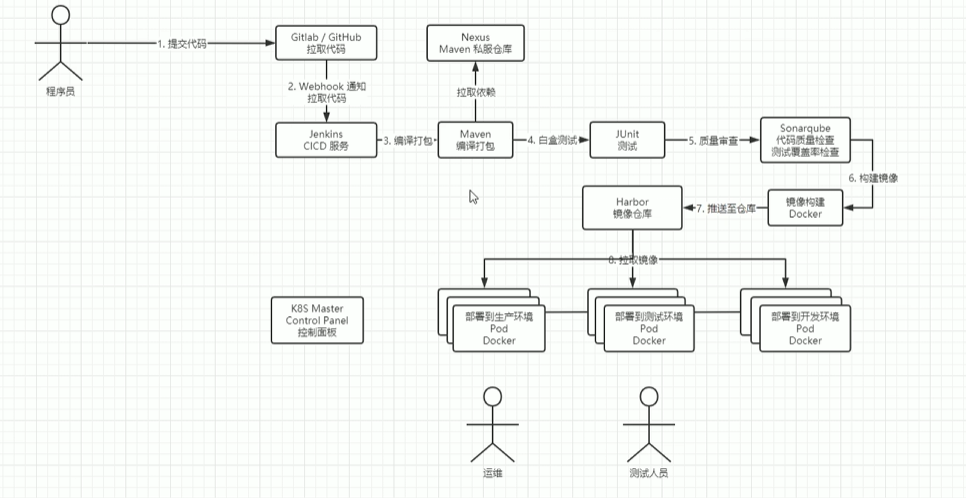 1. 提交代码
Gitlab / GitHub
拉取代码
Nexus
Maven 私服仓库
程序员
2. Webhook 通知
拉取代码
拉取依赖
Jenkins
CICD 服务
3. 编译打包
Maven
编译打包
4. 白盒测试
JUnit
测试
5. 质量审查
Sonarqube
代码质量检查
测试覆盖率检查
6. 构建镜像
Harbor
镜像仓库
7. 推送至仓库
镜像构建
Docker
8. 拉取镜像
K8S Master
Control Panel
控制面板
部署到生产环境
Pod
Docker
部署到测试环境
Pod
Docker
部署到开发环境
Pod
Docker
运维
测试人员